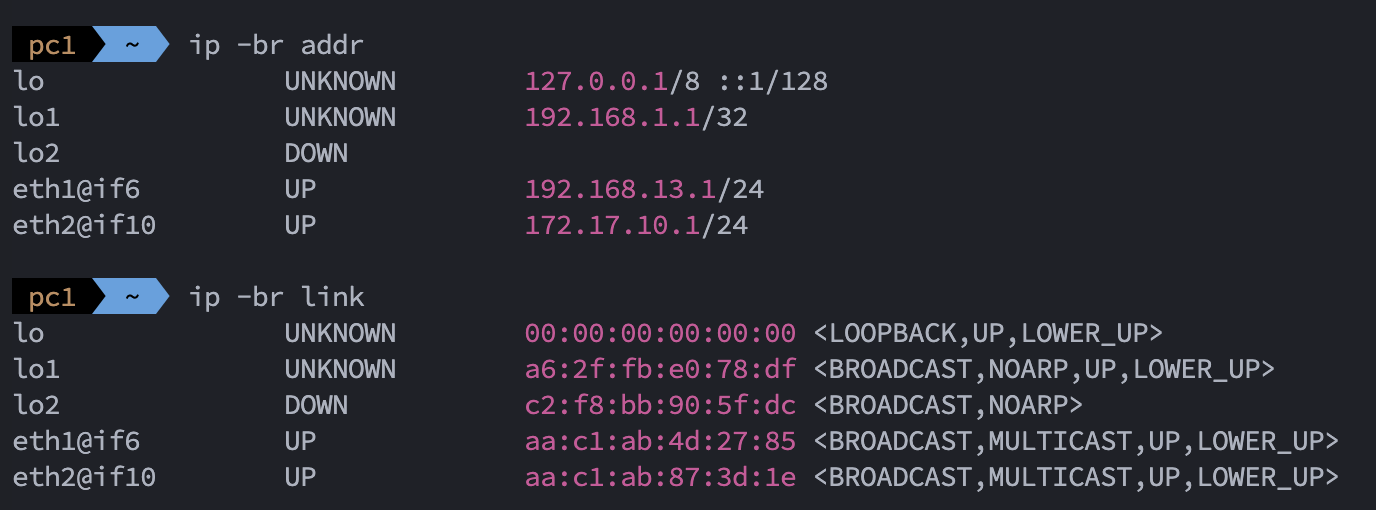 pc1 ~ ip -br addr
lo UNKNOWN 127.0.0.1/8 ::1/128
lo1 UNKNOWN 192.168.1.1/32
lo2 DOWN
eth1@if6 UP 192.168.13.1/24
eth2@if10 UP 172.17.10.1/24
pc1 ~ ip -br link
lo UNKNOWN 00:00:00:00:00:00 <LOOPBACK,UP,LOWER_UP>
lo1 UNKNOWN a6:2f:fb:e0:78:df <BROADCAST,NOARP,UP,LOWER_UP>
lo2 DOWN c2:f8:bb:90:5f:dc <BROADCAST,NOARP>
eth1@if6 UP aa:c1:ab:4d:27:85 <BROADCAST,MULTICAST,UP,LOWER_UP>
eth2@if10 UP aa:c1:ab:87:3d:1e <BROADCAST,MULTICAST,UP,LOWER_UP>